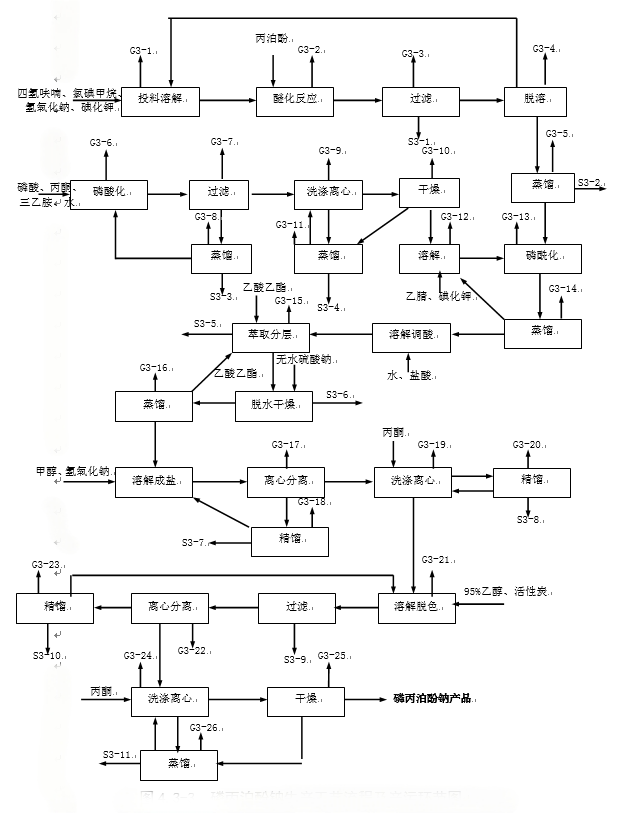 G3-1
丙泊酚
G3-2
G3-3
G3-4
四氢呋喃、氯碘甲烷、
氢氧化钠、碘化钾
投料溶解
醚化反应
过滤
脱溶
S3-1
G3-5
G3-6
G3-7
G3-9
G3-10
磷酸、丙酮、
三乙胺、水
磷酸化
过滤
洗涤离心
干燥
蒸馏
S3-2
G3-8
G3-11
G3-12
G3-13
蒸馏
蒸馏
溶解
磷酰化
S3-3
S3-4
乙腈、碘化钾
G3-14
乙酸乙酯
G3-15
S3-5
萃取分层
溶解调酸
蒸馏
无水硫酸钠
G3-16
乙酸乙酯
水、盐酸
蒸馏
脱水干燥
S3-6
丙酮
G3-17
G3-19
G3-20
甲醇、氢氧化钠
溶解成盐
离心分离
洗涤离心
精馏
G3-18
S3-8
S3-7
精馏
G3-23
G3-21
95%乙醇、活性炭
精馏
离心分离
过滤
溶解脱色
S3-10
G3-22
S3-9
G3-24
G3-25
丙酮
洗涤离心
干燥
磷丙泊酚钠产品
G3-26
S3-11
蒸馏